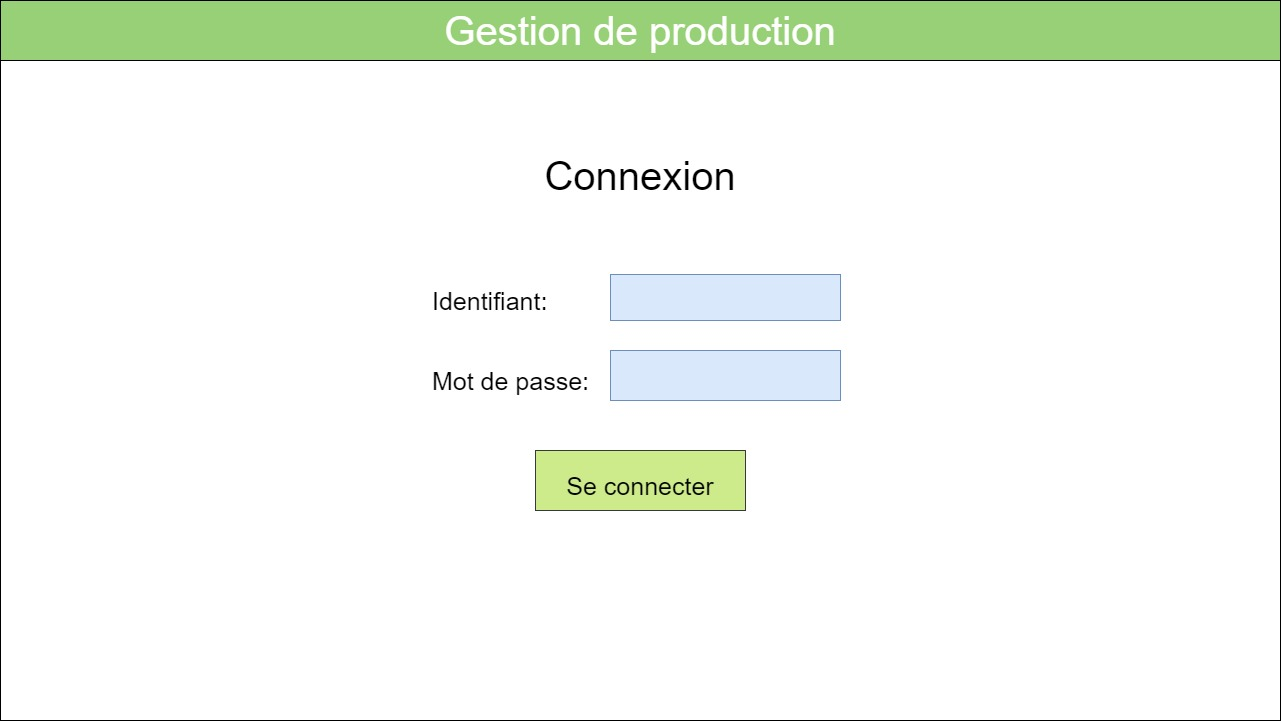 Gestion de production
Connexion
Identifiant:
Mot de passe:
Se connecter